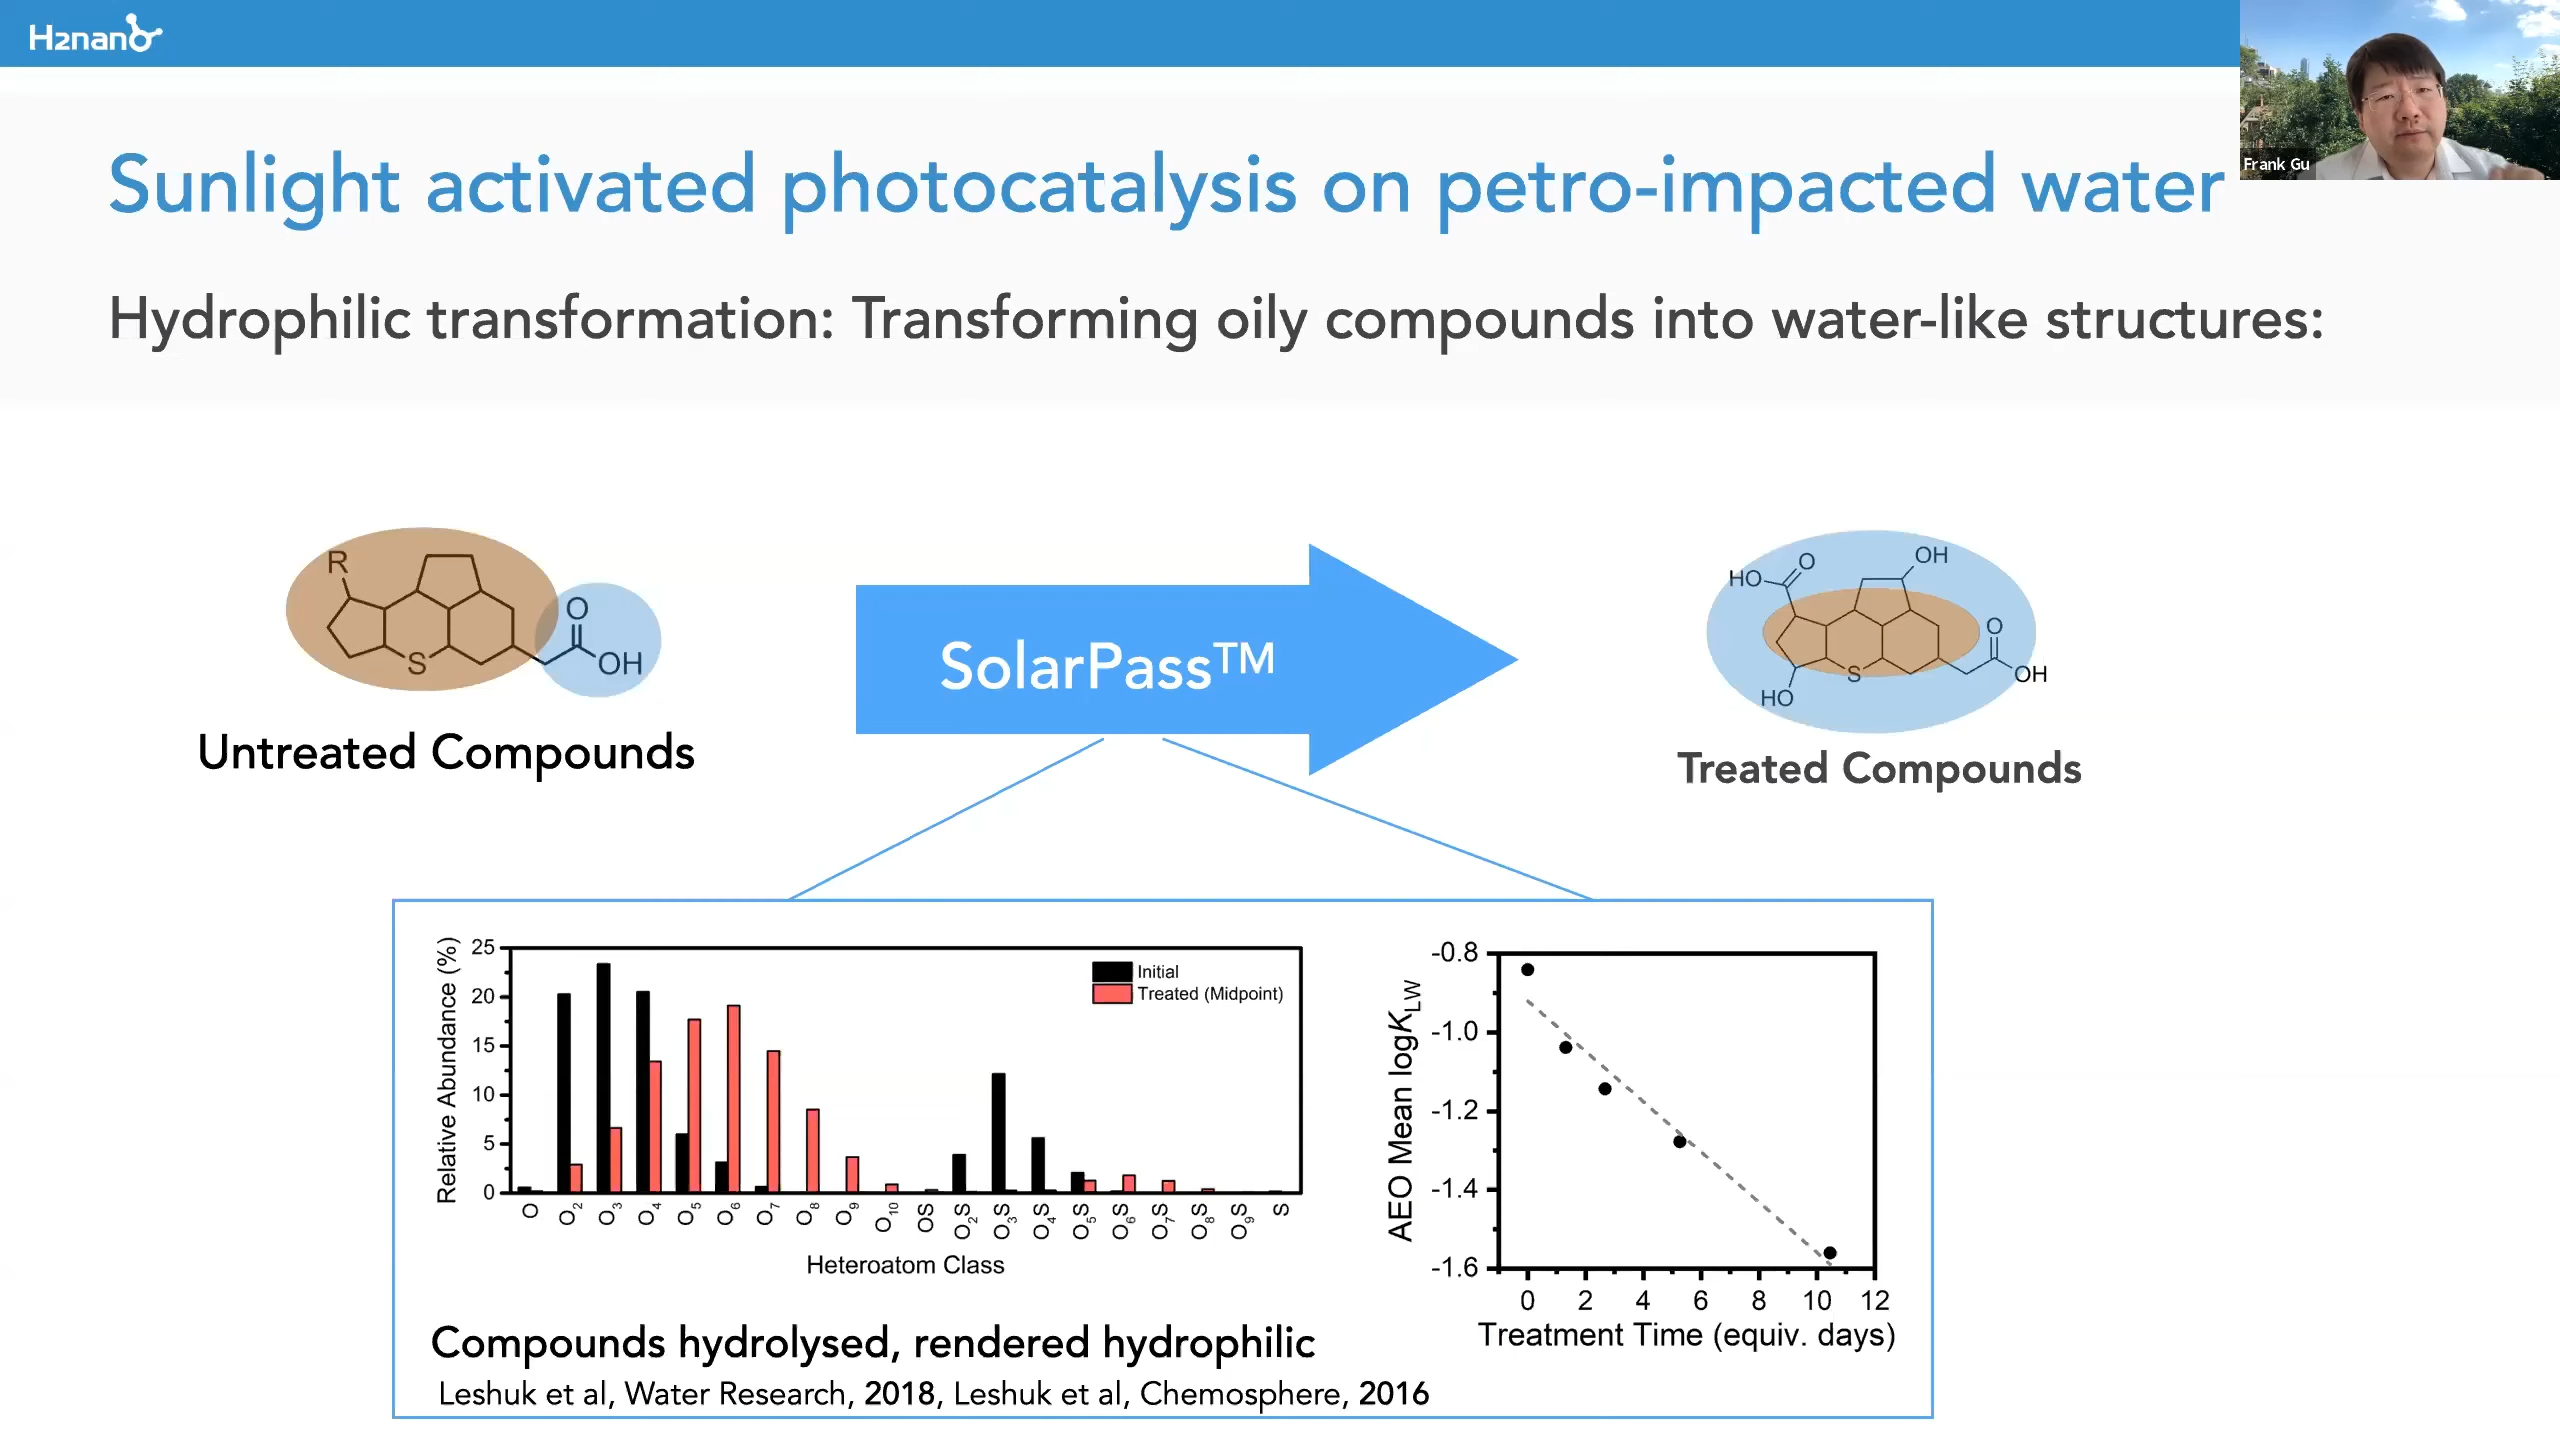 H2nano
Frank Gu
Sunlight activated photocatalysis on petro-impacted water
Hydrophilic transformation: Transforming oily compounds into water-like structures:
R
S
O
OH
Untreated Compounds
SolarPass™
HO
O
OH
O
OH
S
HO
Treated Compounds
Relative Abundance (%)
25
20
15
10
5
0
Initial
Treated (Midpoint)
O
O₂
O₃
O₄
O₅
O₆
O₇
O₈
O₉
O₁₀
OS
O₂S
O₃S
O₄S
O₅S
O₆S
O₇S
O₈S
O₉S
S
Heteroatom Class
AEO Mean logK_LW
-0.8
-1.0
-1.2
-1.4
-1.6
0 2 4 6 8 10 12
Treatment Time (equiv. days)
Compounds hydrolysed, rendered hydrophilic
Leshuk et al, Water Research, 2018, Leshuk et al, Chemosphere, 2016